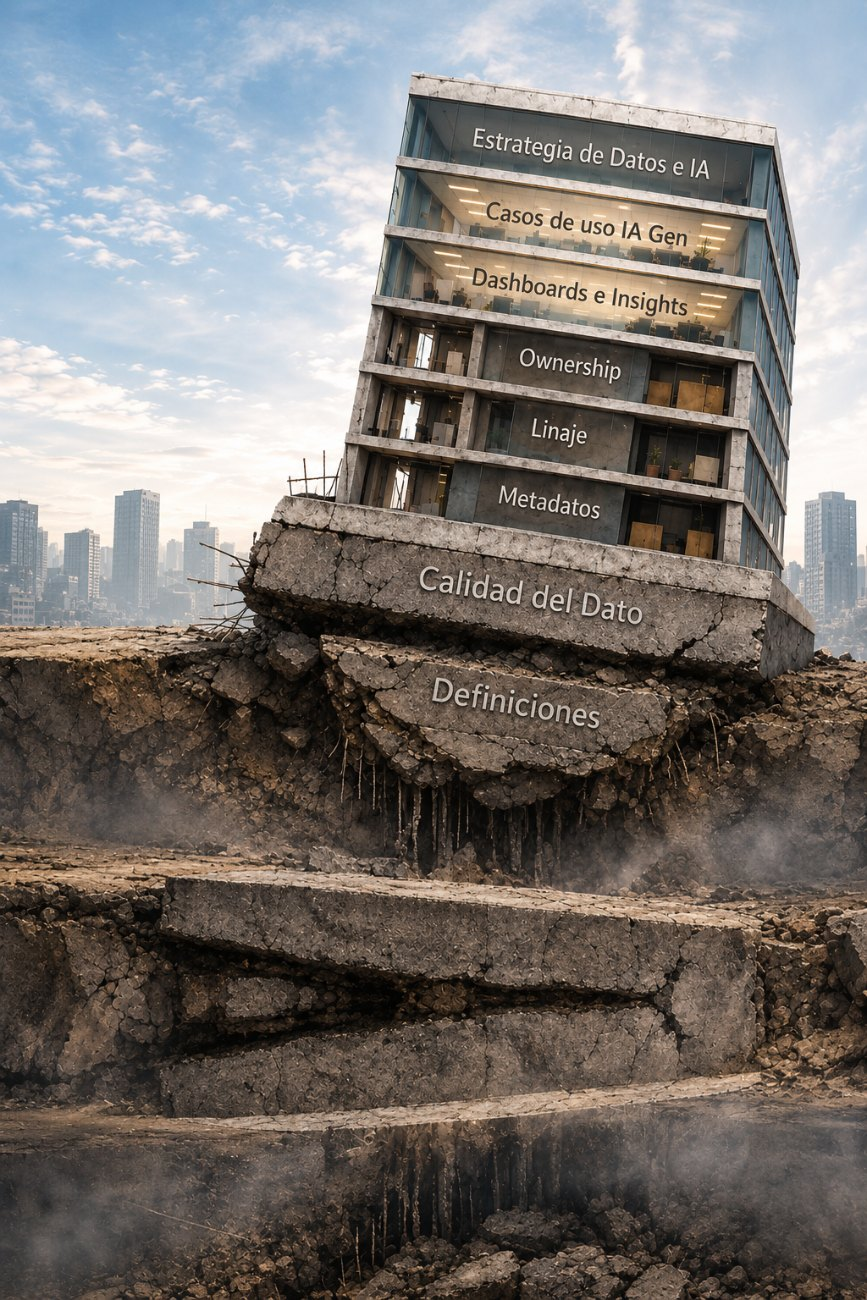 Estrategia de Datos e IA
Casos de uso IA Gen
Dashboards e Insights
Ownership
Linaje
Metadatos
Calidad del Dato
Definiciones